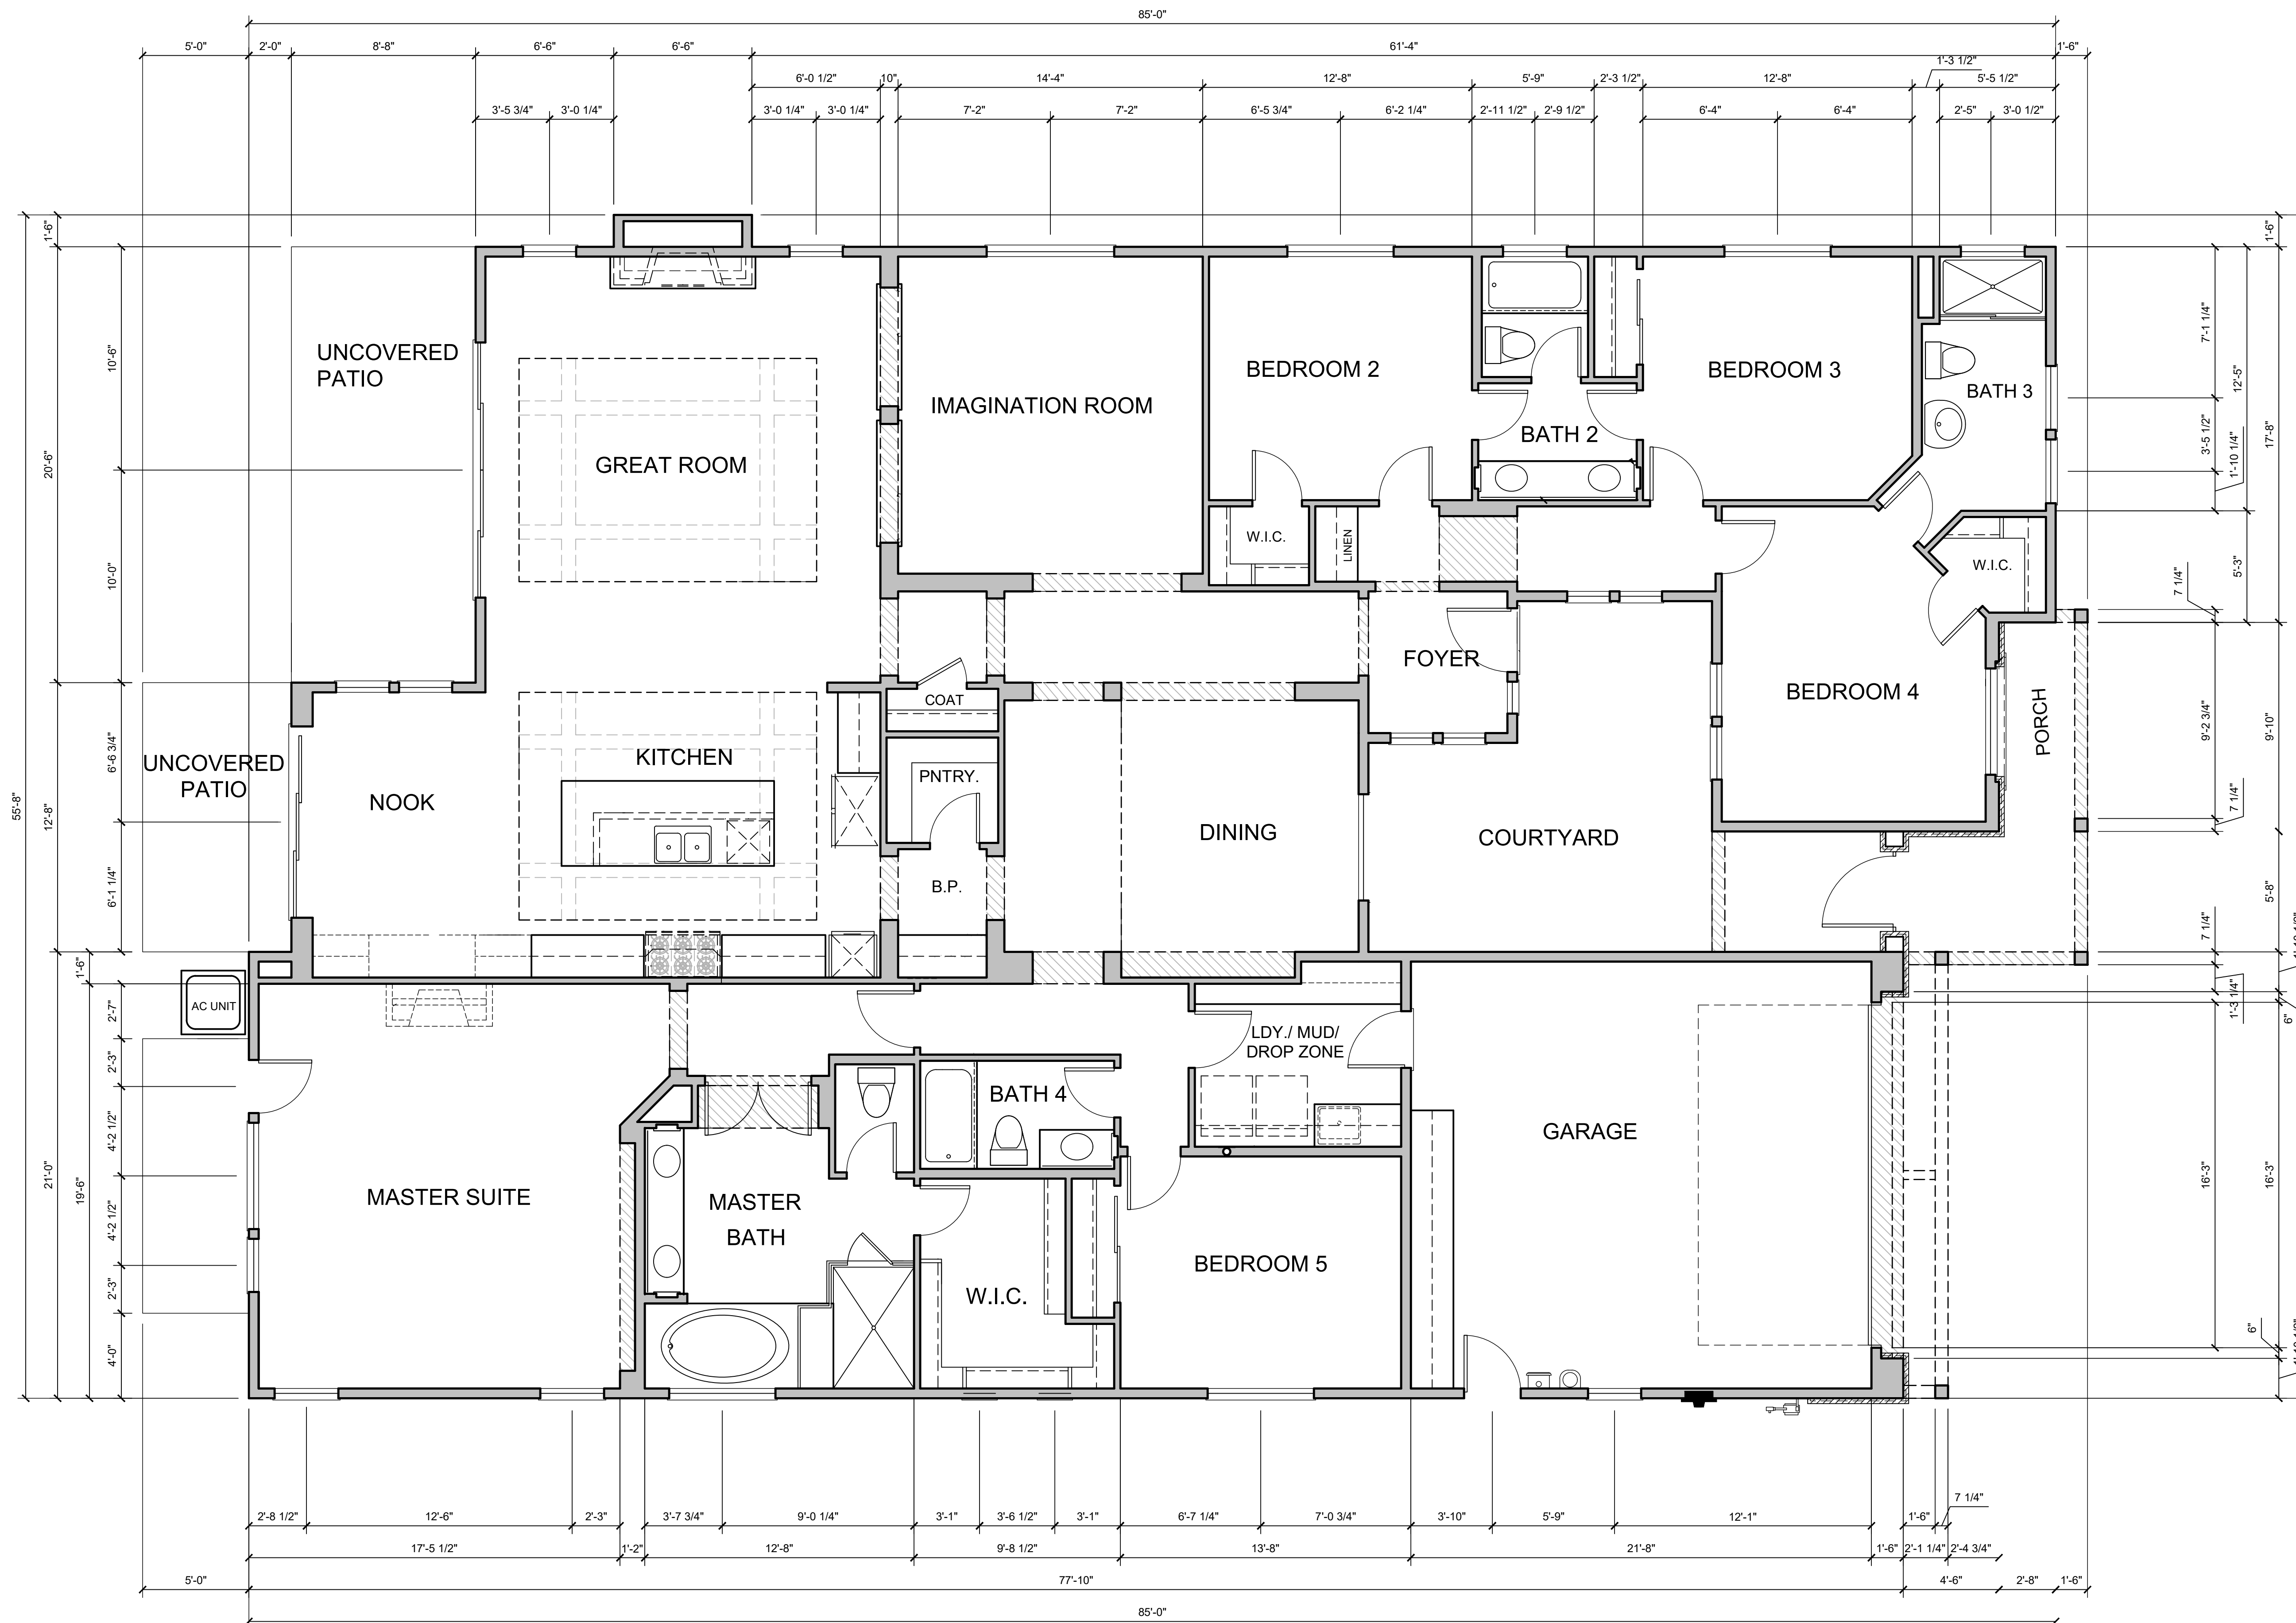 85'-0"
5'-0" 2'-0" 8'-8" 6'-6" 6'-6" 61'-4" 1'-6"
6'-0 1/2" 10" 14'-4" 12'-8" 5'-9" 2'-3 1/2" 12'-8" 1'-3 1/2" 5'-5 1/2"
3'-5 3/4" 3'-0 1/4" 3'-0 1/4" 3'-0 1/4" 7'-2" 7'-2" 6'-5 3/4" 6'-2 1/4" 2'-11 1/2" 2'-9 1/2" 6'-4" 6'-4" 2'-5" 3'-0 1/2"
55'-8"
1'-6"
20'-6"
12'-8"
21'-0"
1'-6"
19'-6"
10'-6"
10'-0"
6'-6 3/4"
6'-1 1/4"
2'-7"
2'-3"
4'-2 1/2"
4'-2 1/2"
2'-3"
4'-0"
UNCOVERED
PATIO
GREAT ROOM
IMAGINATION ROOM
BEDROOM 2
BATH 2
BEDROOM 3
BATH 3
W.I.C.
LINEN
W.I.C.
FOYER
COAT
BEDROOM 4
PORCH
UNCOVERED
PATIO
NOOK
KITCHEN
PNTRY.
B.P.
DINING
COURTYARD
AC UNIT
LDY./ MUD/
DROP ZONE
BATH 4
GARAGE
MASTER SUITE
MASTER
BATH
W.I.C.
BEDROOM 5
7'-1 1/4"
3'-5 1/2"
1'-10 1/4"
12'-5"
5'-3"
1'-6"
17'-8"
7 1/4"
9'-2 3/4"
7 1/4"
9'-10"
5'-8"
7 1/4"
1'-3 1/4"
6"
16'-3"
16'-3"
6"
2'-8 1/2" 12'-6" 2'-3" 3'-7 3/4" 9'-0 1/4" 3'-1" 3'-6 1/2" 3'-1" 6'-7 1/4" 7'-0 3/4" 3'-10" 5'-9" 12'-1" 1'-6" 7 1/4"
17'-5 1/2" 1'-2" 12'-8" 9'-8 1/2" 13'-8" 21'-8" 1'-6" 2'-1 1/4" 2'-4 3/4"
5'-0" 77'-10" 4'-6" 2'-8" 1'-6"
85'-0"